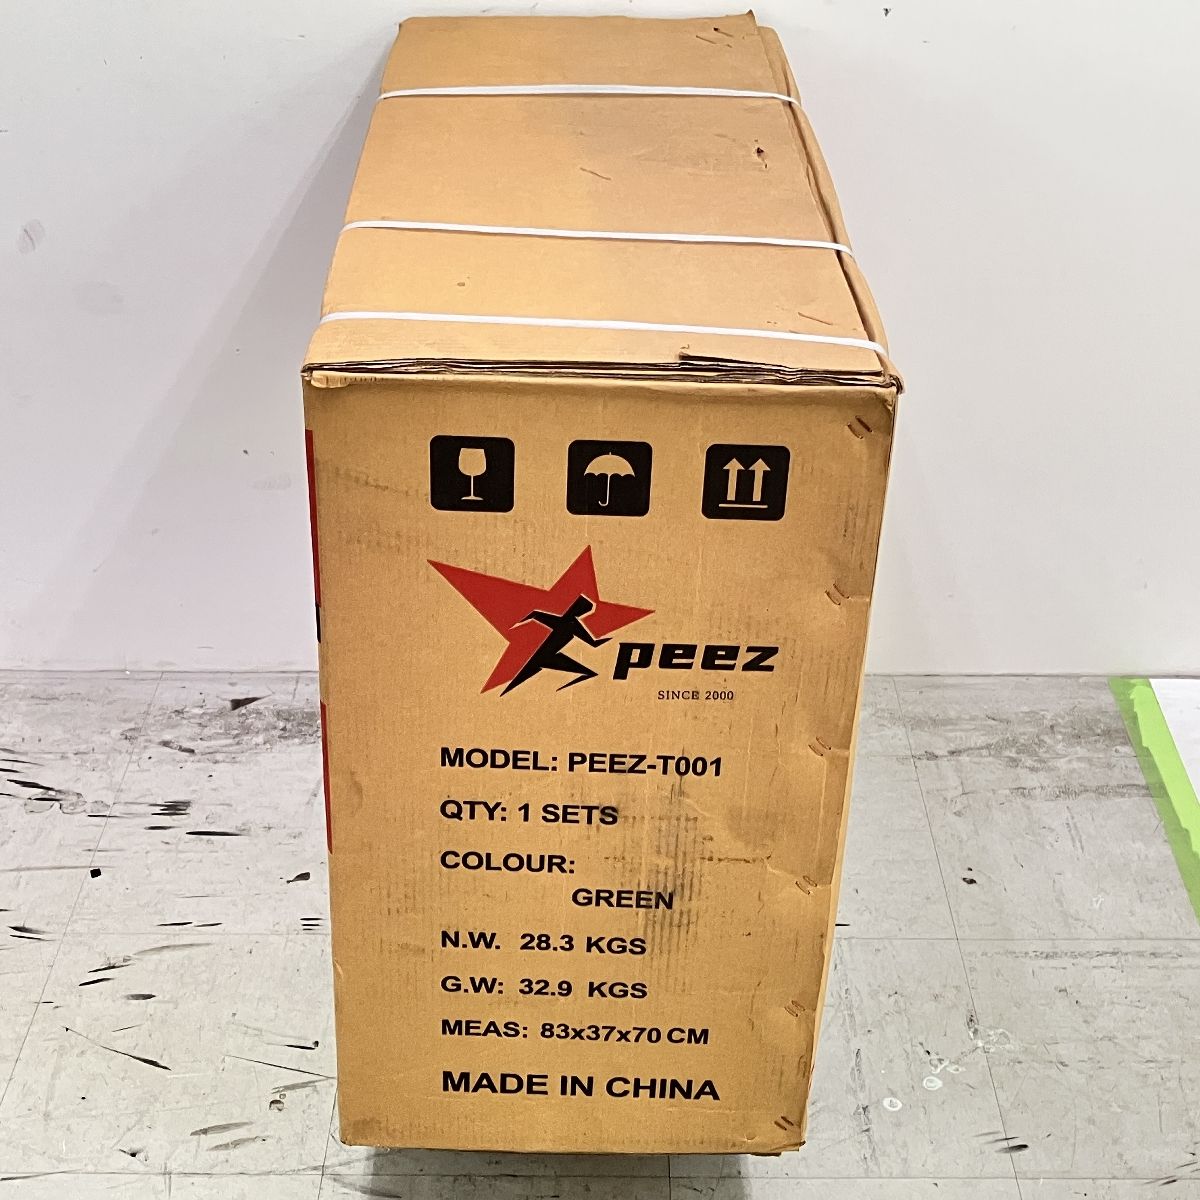 peez
SINCE 2000
MODEL: PEEZ-T001
QTY: 1 SETS
COLOUR:
GREEN
N.W. 28.3 KGS
G.W: 32.9 KGS
MEAS: 83x37x70 CM
MADE IN CHINA